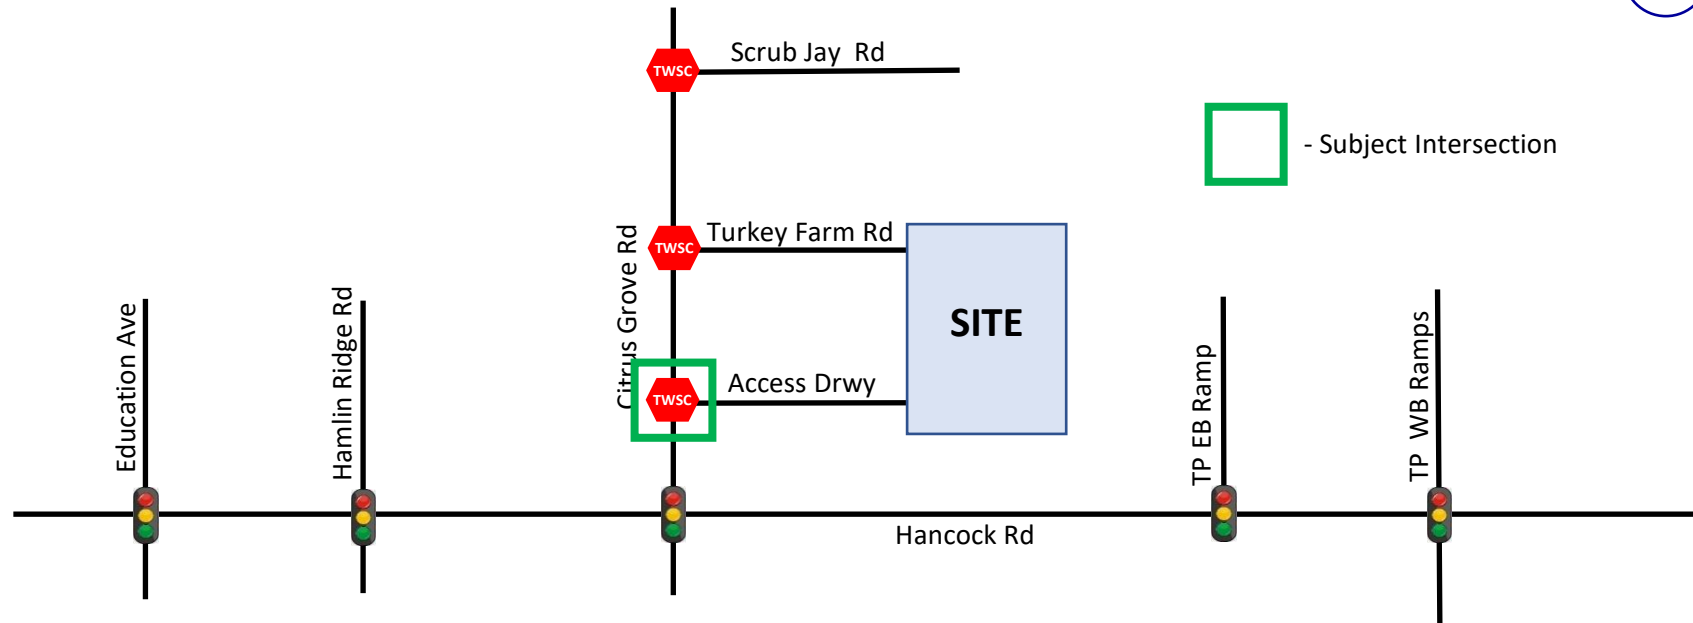 Scrub Jay Rd
TWSC
- Subject Intersection
Turkey Farm Rd
TWSC
Citrus Grove Rd
SITE
Access Drwy
TWSC
Education Ave
Hamlin Ridge Rd
TP EB Ramp
TP WB Ramps
Hancock Rd